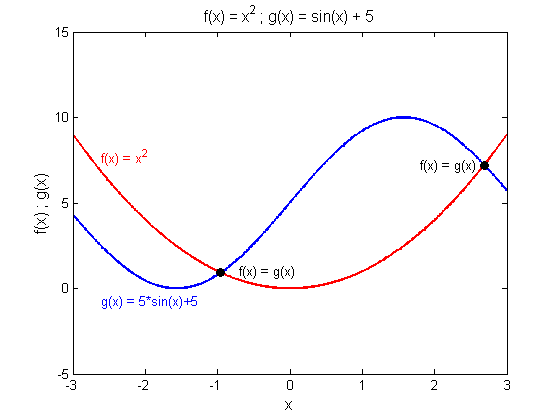 f(x) = x² ; g(x) = sin(x) + 5
15
10
5
0
-5
f(x) ; g(x)
f(x) = x²
f(x) = g(x)
f(x) = g(x)
g(x) = 5*sin(x)+5
-3 -2 -1 0 1 2 3
x